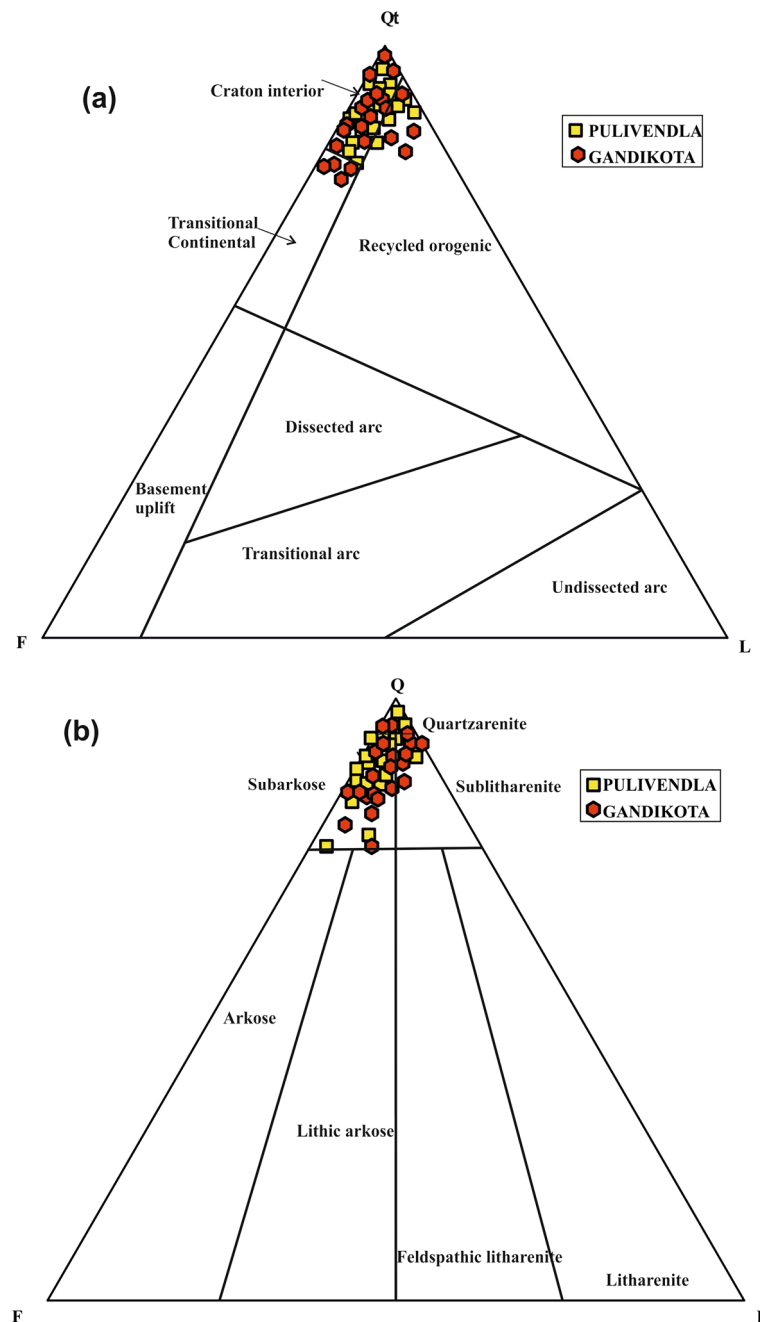 Qt
(a)
Craton interior
PULIVENDLA
GANDIKOTA
Transitional
Continental
Recycled orogenic
Dissected arc
Basement
uplift
Transitional arc
Undissected arc
F
L
Q
(b)
Quartzarenite
Subarkose
Sublitharenite
PULIVENDLA
GANDIKOTA
Arkose
Lithic arkose
Feldspathic litharenite
Litharenite
F